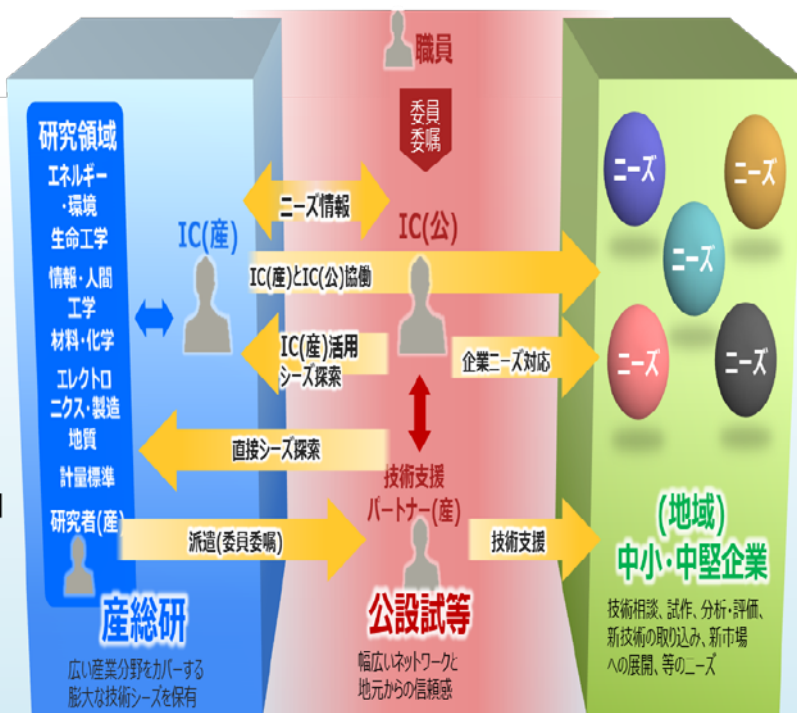 職員
委員
委嘱
研究領域
エネルギー
・環境
生命工学
情報・人間
工学
材料・化学
エレクトロ
ニクス・製造
地質
計量標準
研究者(産)
産総研
広い産業分野をカバーする
膨大な技術シーズを保有
IC(産)
ニーズ情報
IC(公)
IC(産)とIC(公)協働
IC(産)活用
シーズ探索
企業ニーズ対応
直接シーズ探索
技術支援
パートナー(産)
派遣(委員委嘱)
技術支援
公設試等
幅広いネットワークと
地元からの信頼感
ニーズ
ニーズ
ニーズ
ニーズ
ニーズ
(地域)
中小・中堅企業
技術相談、試作、分析・評価、
新技術の取り込み、新市場
への展開、等のニーズ